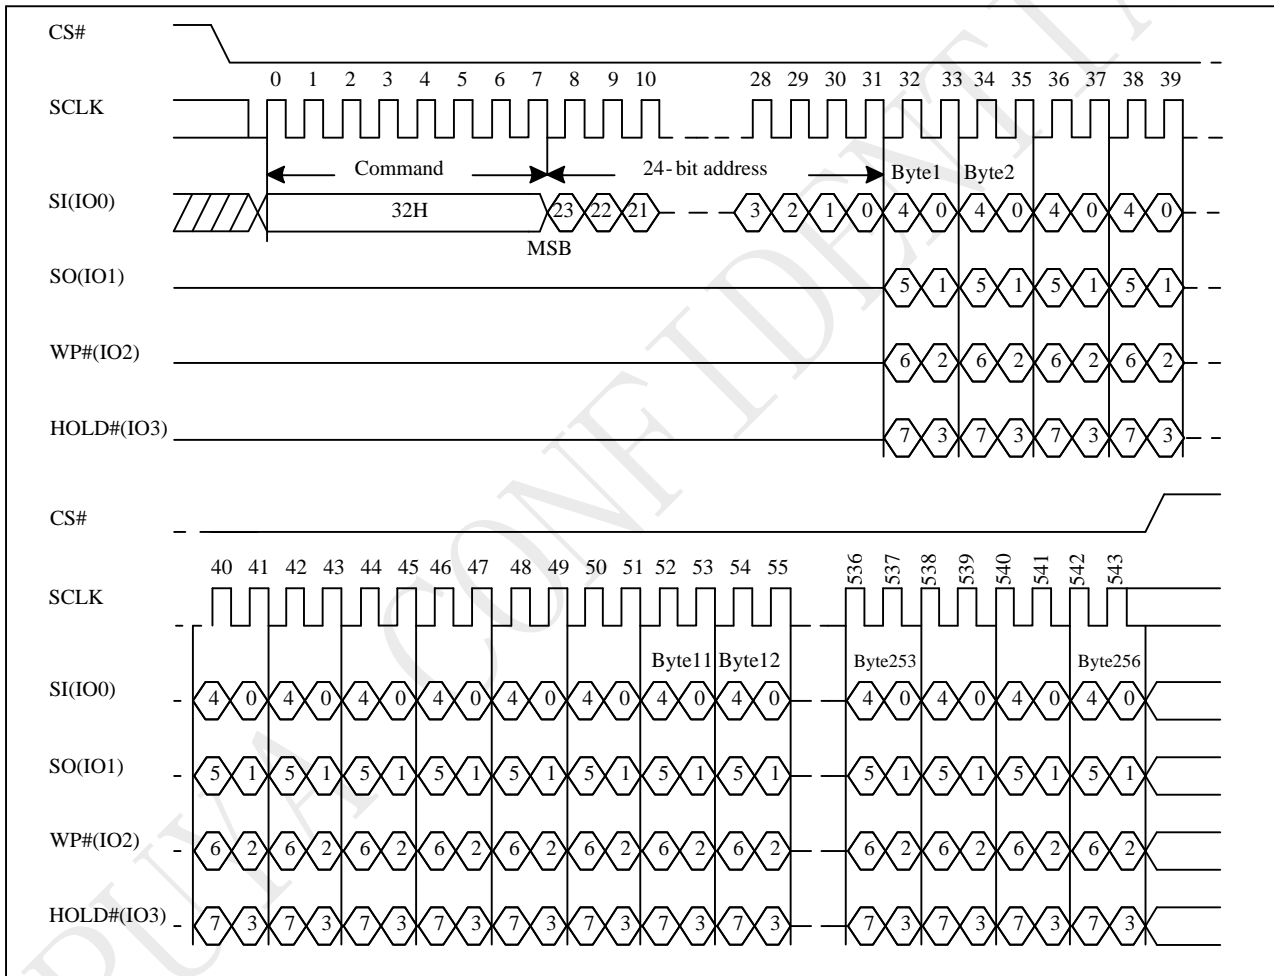 CS#
0 1 2 3 4 5 6 7 8 9 10 28 29 30 31 32 33 34 35 36 37 38 39
SCLK
Command 24-bit address Byte1 Byte2
SI(IO0) 32H 23 22 21 3 2 1 0 4 0 4 0 4 0 4 0
MSB
SO(IO1) 5 1 5 1 5 1 5 1
WP#(IO2) 6 2 6 2 6 2 6 2
HOLD#(IO3) 7 3 7 3 7 3 7 3
CS#
40 41 42 43 44 45 46 47 48 49 50 51 52 53 54 55 536 537 538 539 540 541 542 543
SCLK
Byte11 Byte12 Byte253 Byte256
SI(IO0) 4 0 4 0 4 0 4 0 4 0 4 0 4 0 4 0 4 0 4 0 4 0 4 0
SO(IO1) 5 1 5 1 5 1 5 1 5 1 5 1 5 1 5 1 5 1 5 1 5 1 5 1
WP#(IO2) 6 2 6 2 6 2 6 2 6 2 6 2 6 2 6 2 6 2 6 2 6 2 6 2
HOLD#(IO3) 7 3 7 3 7 3 7 3 7 3 7 3 7 3 7 3 7 3 7 3 7 3 7 3
PUYA CONFIDENTIA